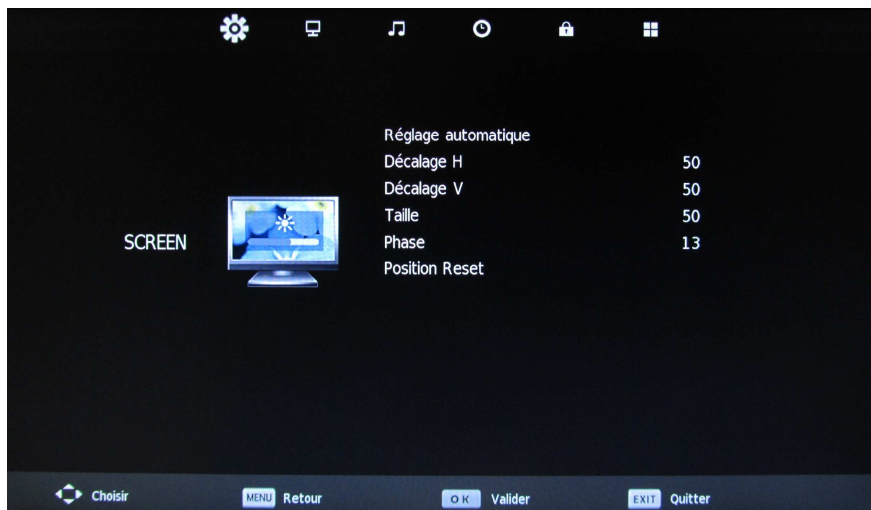 Réglage automatique
Décalage H 50
Décalage V 50
Taille 50
SCREEN
Phase 13
Position Reset
Choisir MENU Retour OK Valider EXIT Quitter